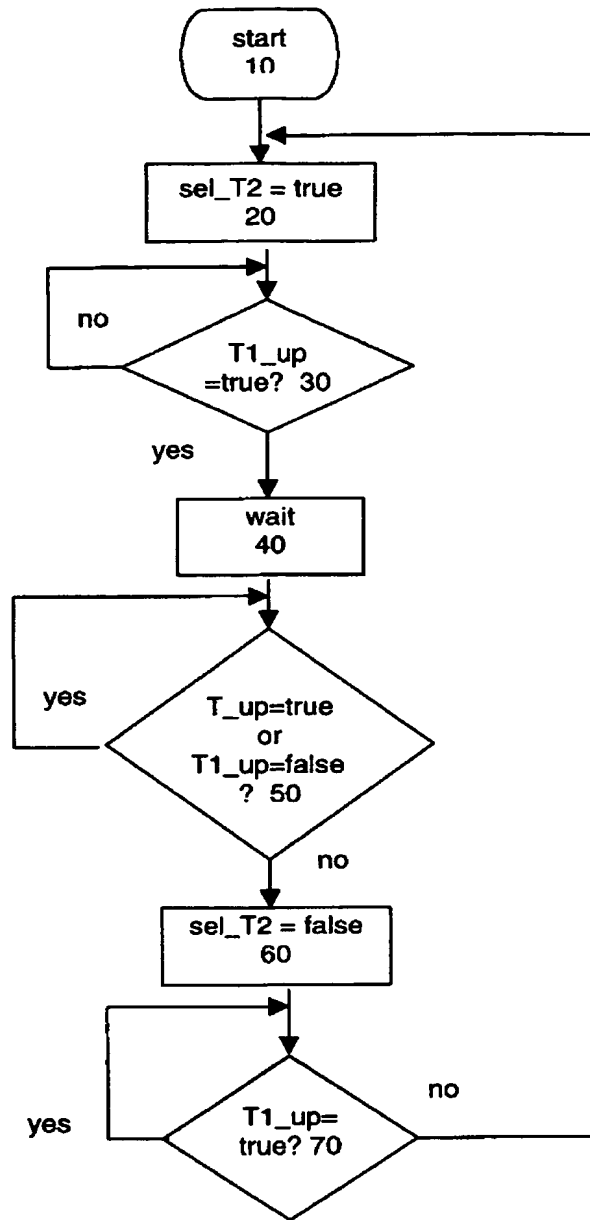 start
10
sel_T2 = true
20
no
T1_up
=true? 30
yes
wait
40
yes
T_up=true
or
T1_up=false
? 50
no
sel_T2 = false
60
no
yes
T1_up=
true? 70